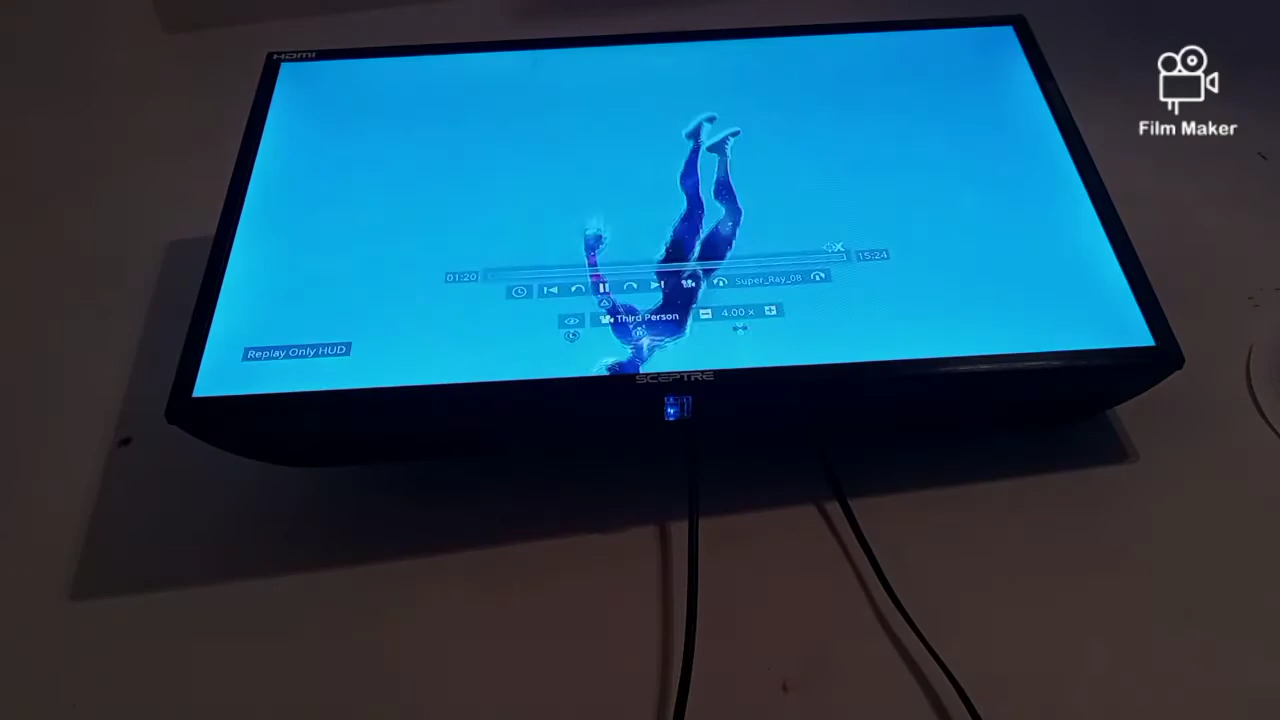 HDMI
Film Maker
01:20
15:24
Super_Ray_08
Third Person
4.00 x
Replay Only HUD
SCEPTRE